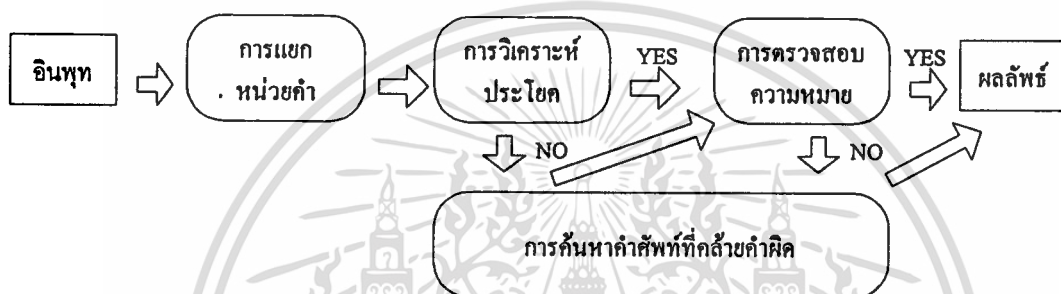 อินพุท
การแยก
หน่วยคำ
การวิเคราะห์
ประโยค
YES
การตรวจสอบ
ความหมาย
YES
ผลลัพธ์
NO
NO
การค้นหาคำศัพท์ที่คล้ายคำผิด